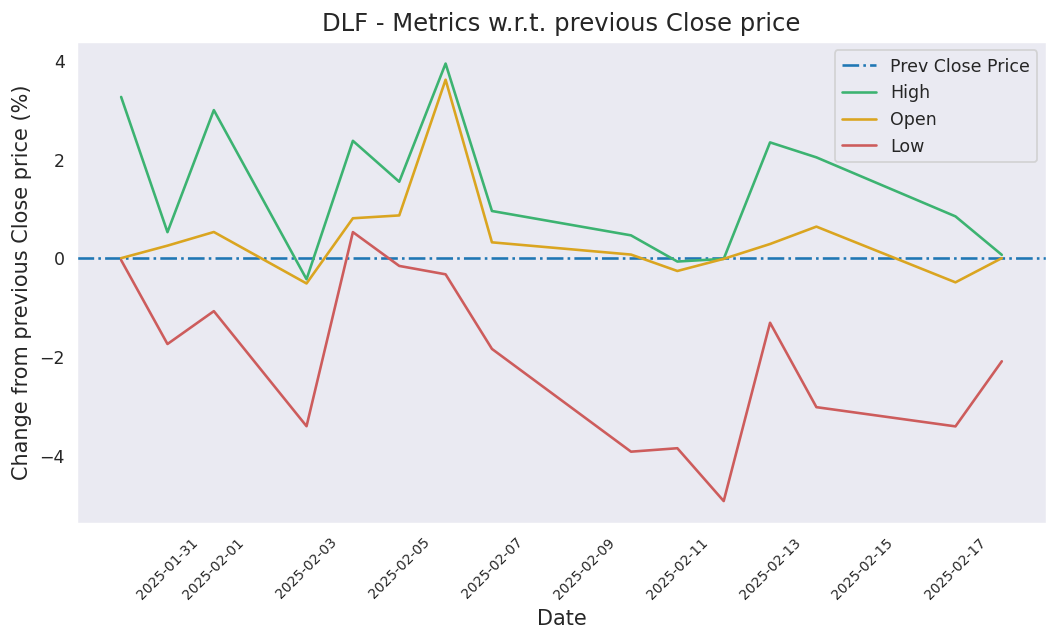 DLF - Metrics w.r.t. previous Close price
Prev Close Price
High
Open
Low
Change from previous Close price (%)
4
2
0
−2
−4
2025-01-31
2025-02-01
2025-02-03
2025-02-05
2025-02-07
2025-02-09
2025-02-11
2025-02-13
2025-02-15
2025-02-17
Date